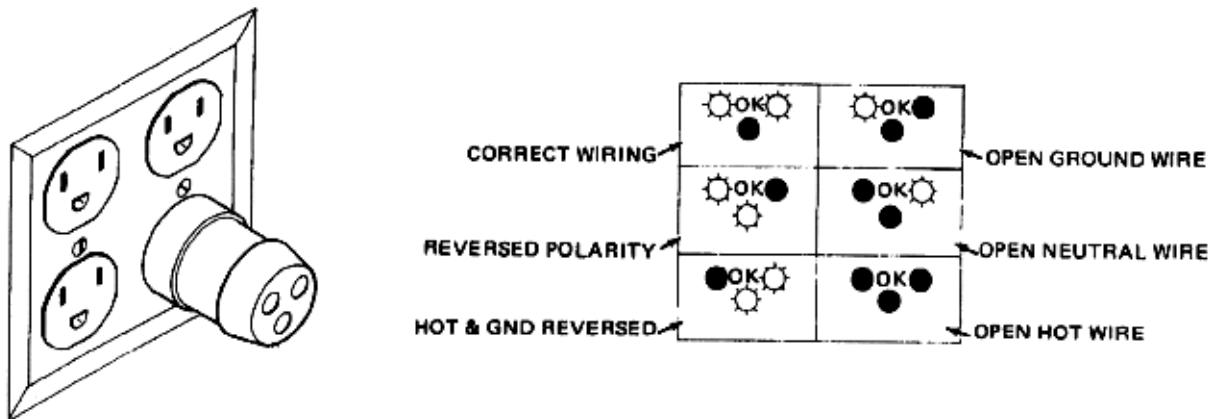 OK OK
CORRECT WIRING OPEN GROUND WIRE
OK OK
REVERSED POLARITY OPEN NEUTRAL WIRE
OK OK
HOT & GND REVERSED OPEN HOT WIRE